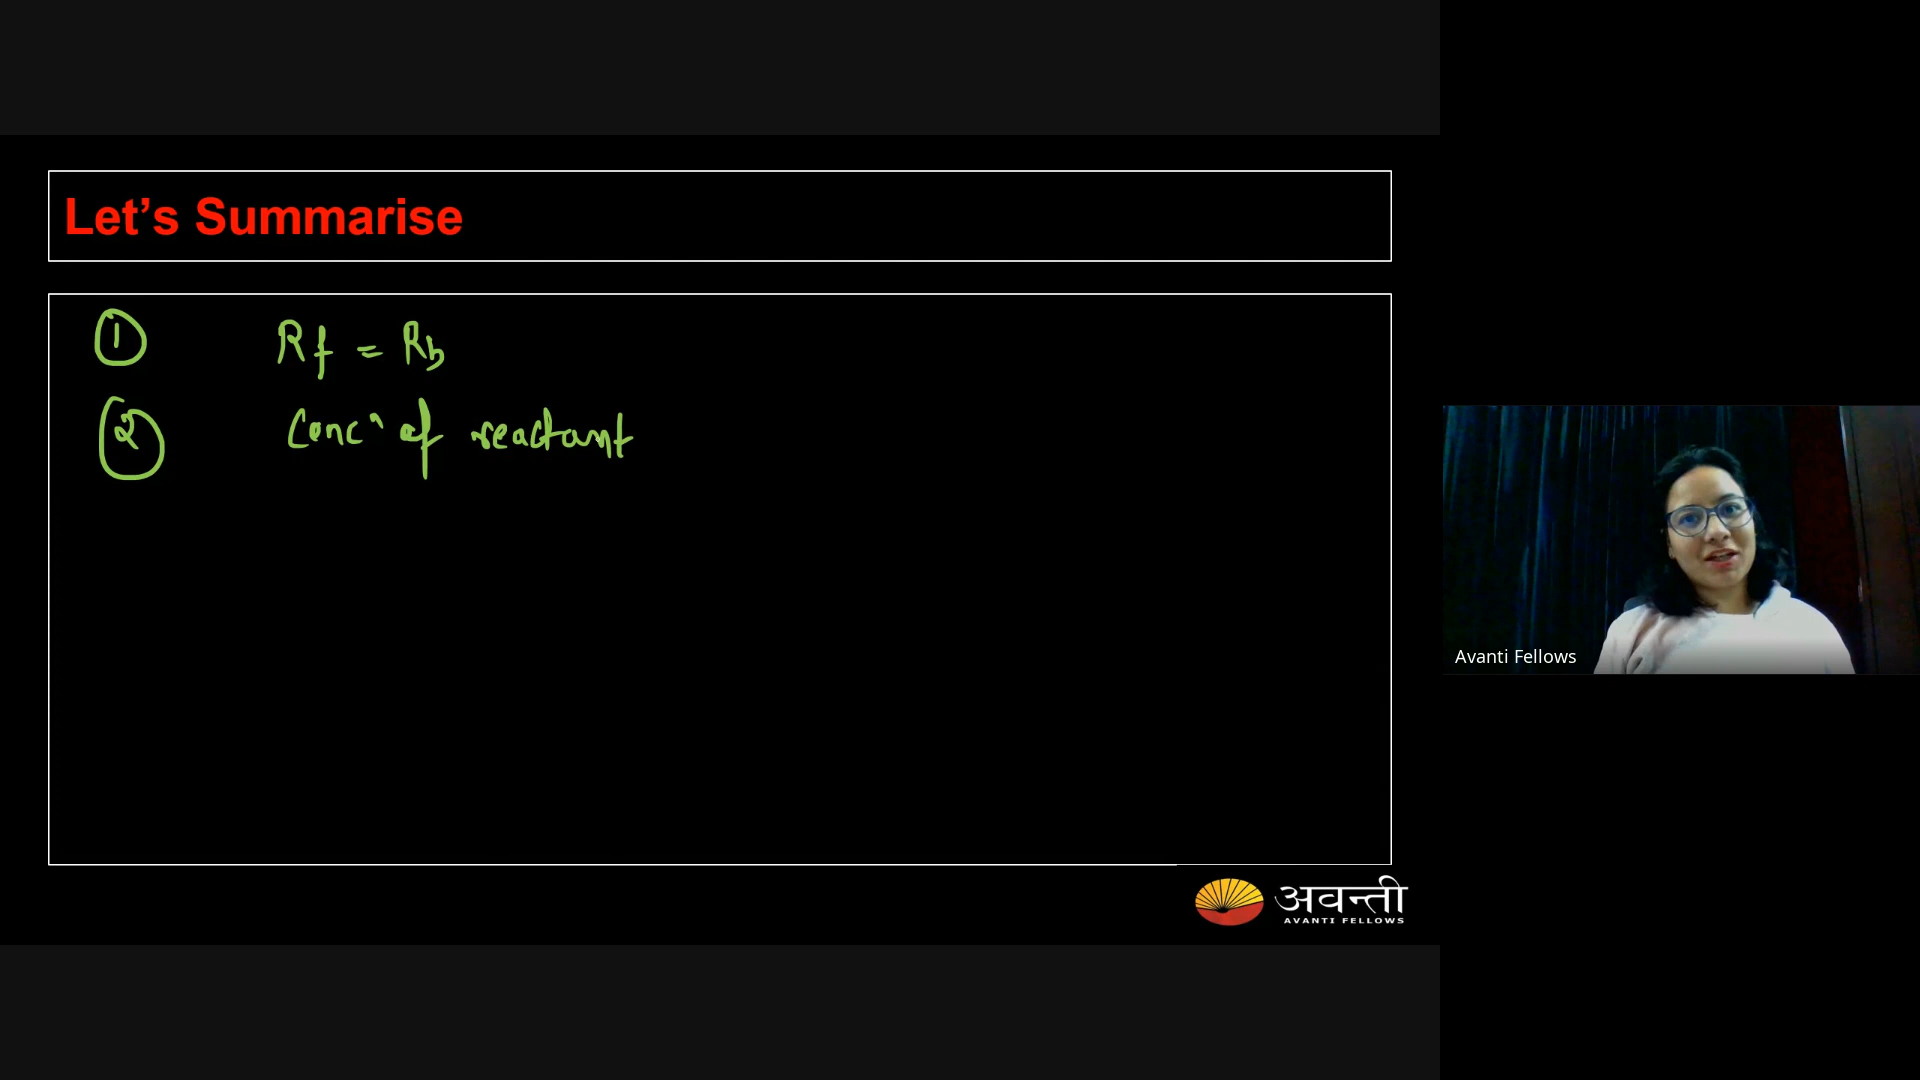 Let’s Summarise
1 Rf = Rb
2 Concⁿ of reactant
Avanti Fellows
अवन्ती
AVANTI FELLOWS